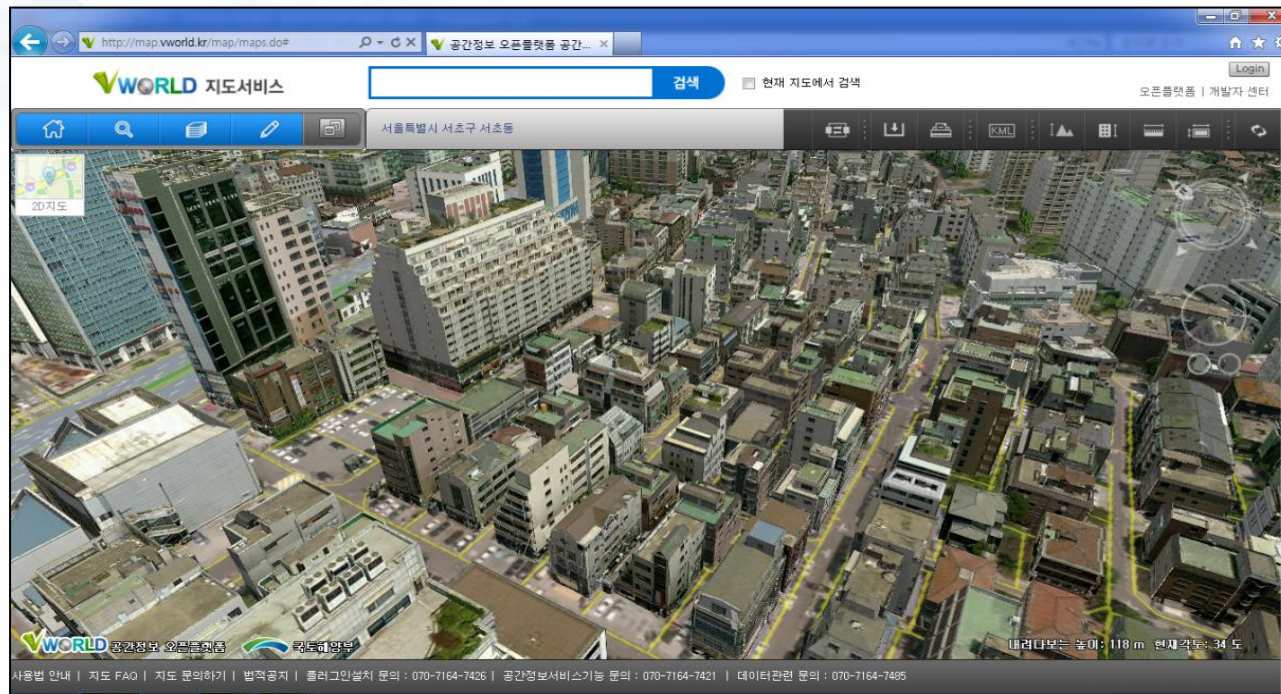 http://map.vworld.kr/map/maps.do#
공간정보 오픈플랫폼 공간...
Login
VWORLD 지도서비스
검색
현재 지도에서 검색
오픈플랫폼 | 개발자 센터
서울특별시 서초구 서초동
KML
2D지도
VWORLD 공간정보 오픈플랫폼
국토해양부
내려다보는 높이: 118 m 현재각도: 34 도
사용법 안내 | 지도 FAQ | 지도 문의하기 | 법적공지 | 플러그인설치 문의 : 070-7164-7426 | 공간정보서비스기능 문의 : 070-7164-7421 | 데이터관련 문의 : 070-7164-7485